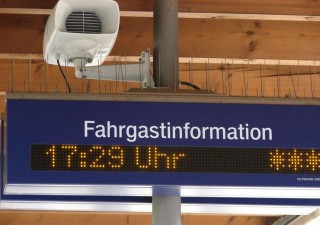 Fahrgastinformation
17:29 Uhr ***